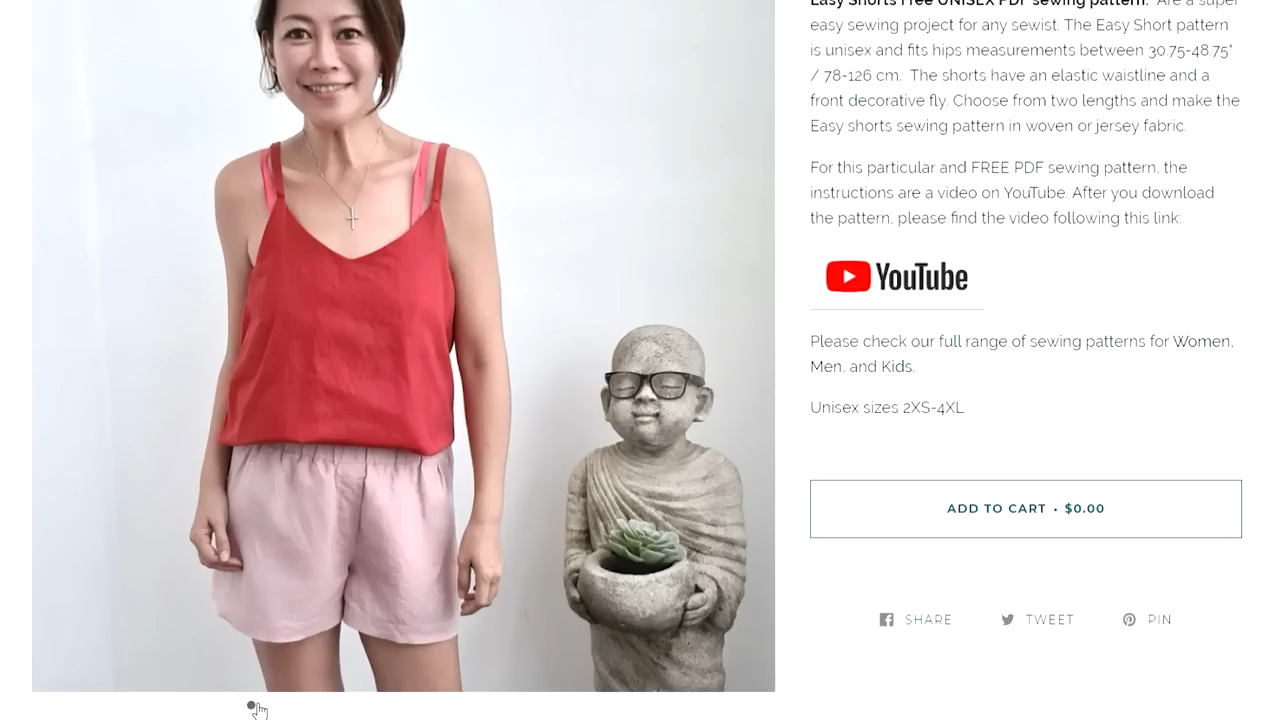 Easy Shorts Free UNISEX PDF sewing pattern. Are a super
easy sewing project for any sewist. The Easy Short pattern
is unisex and fits hips measurements between 30.75-48.75"
/ 78-126 cm. The shorts have an elastic waistline and a
front decorative fly. Choose from two lengths and make the
Easy shorts sewing pattern in woven or jersey fabric.
For this particular and FREE PDF sewing pattern, the
instructions are a video on YouTube. After you download
the pattern, please find the video following this link:
YouTube
Please check our full range of sewing patterns for Women,
Men, and Kids.
Unisex sizes 2XS-4XL
ADD TO CART • $0.00
SHARE
TWEET
PIN